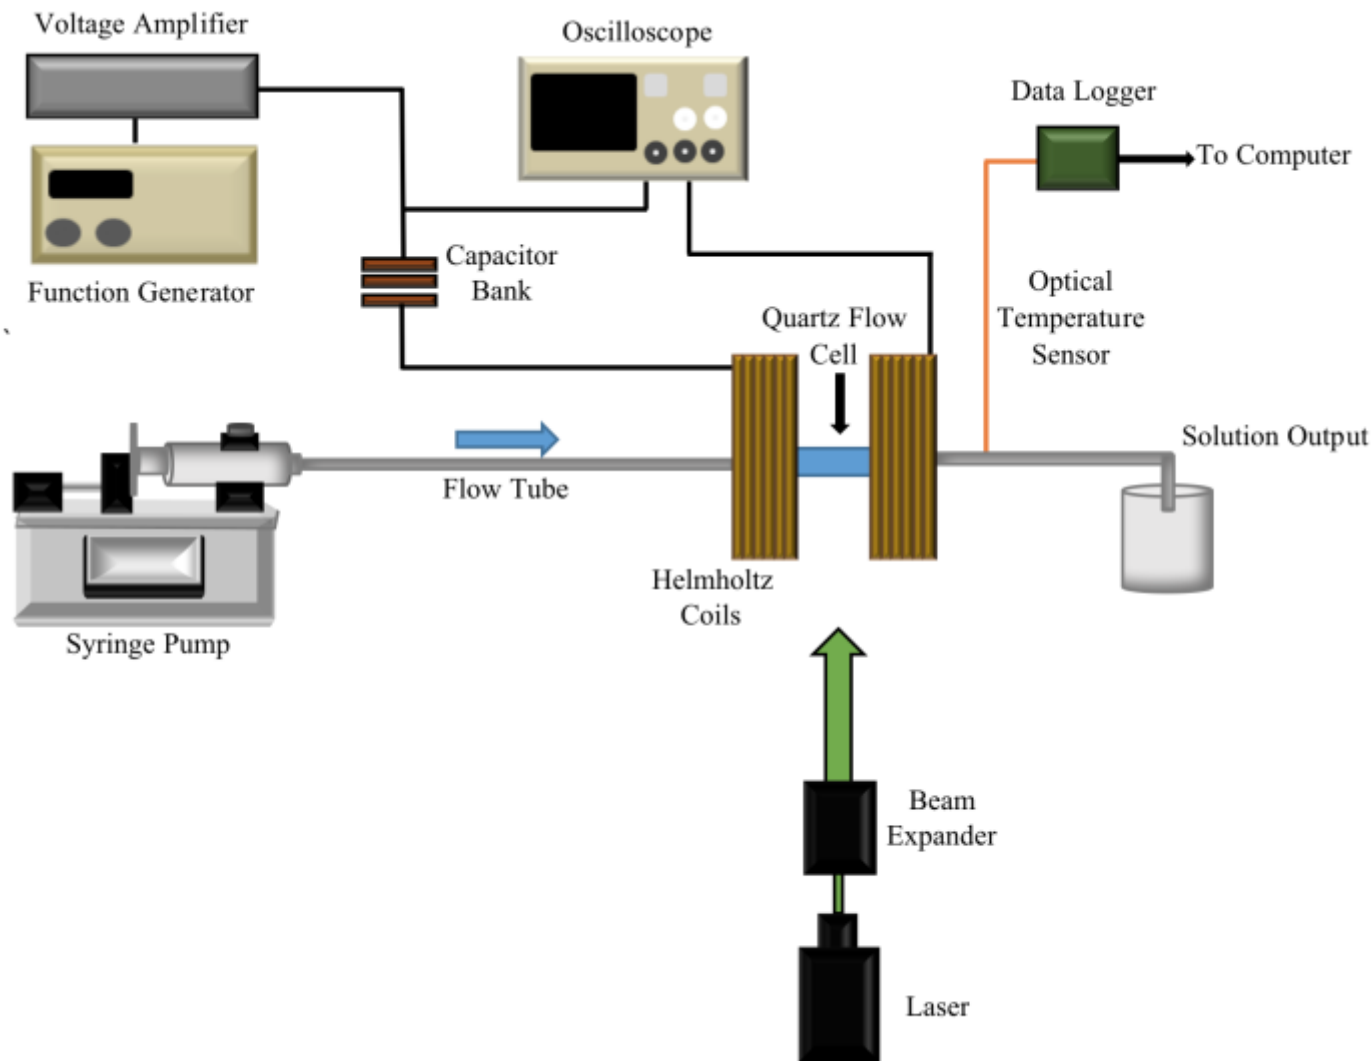 Voltage Amplifier
Oscilloscope
Data Logger
To Computer
Capacitor
Bank
Function Generator
Optical
Temperature
Sensor
Quartz Flow
Cell
`
Solution Output
Flow Tube
Helmholtz
Coils
Syringe Pump
Beam
Expander
Laser